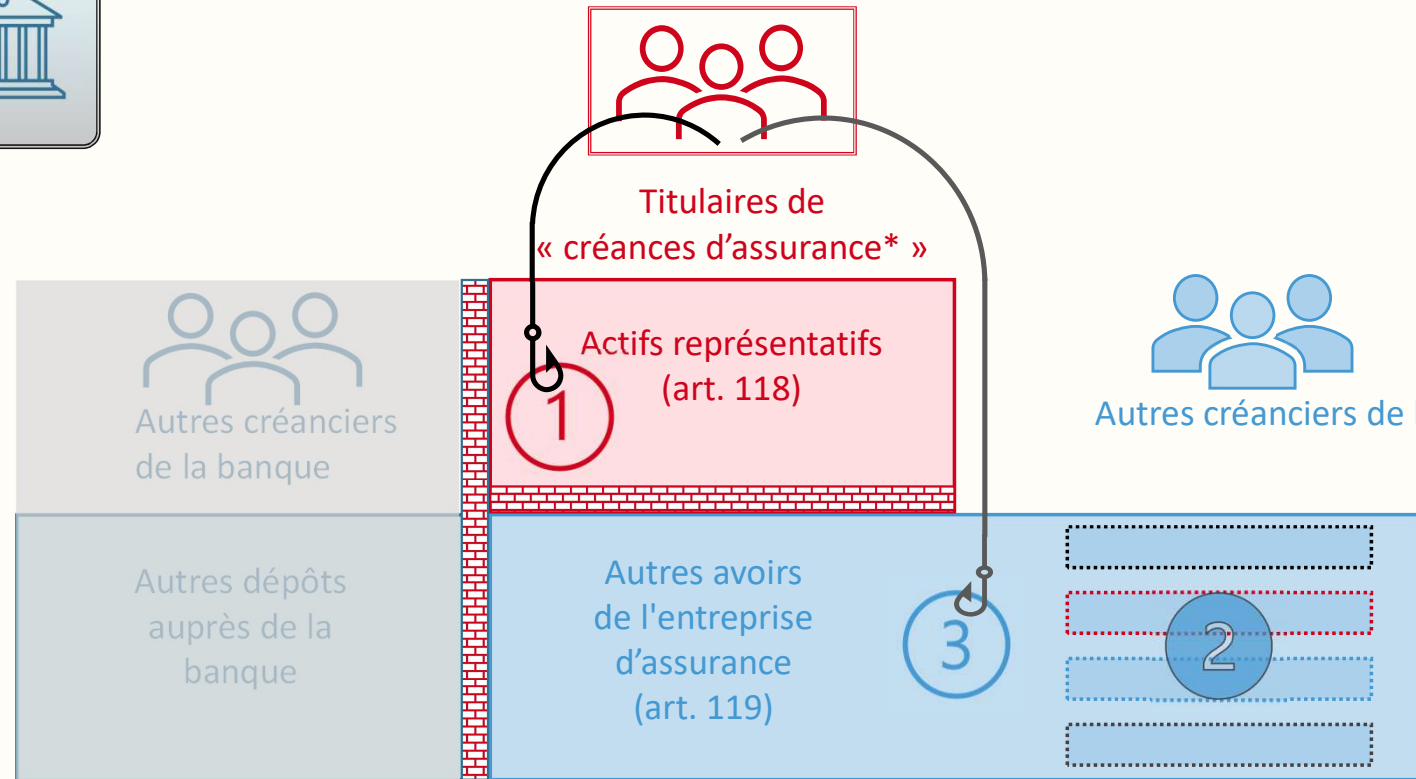 Titulaires de
« créances d’assurance* »
Autres créanciers
de la banque
Actifs représentatifs
(art. 118)
1
Autres créanciers de
Autres dépôts
auprès de la
banque
Autres avoirs
de l'entreprise
d’assurance
(art. 119)
3
2